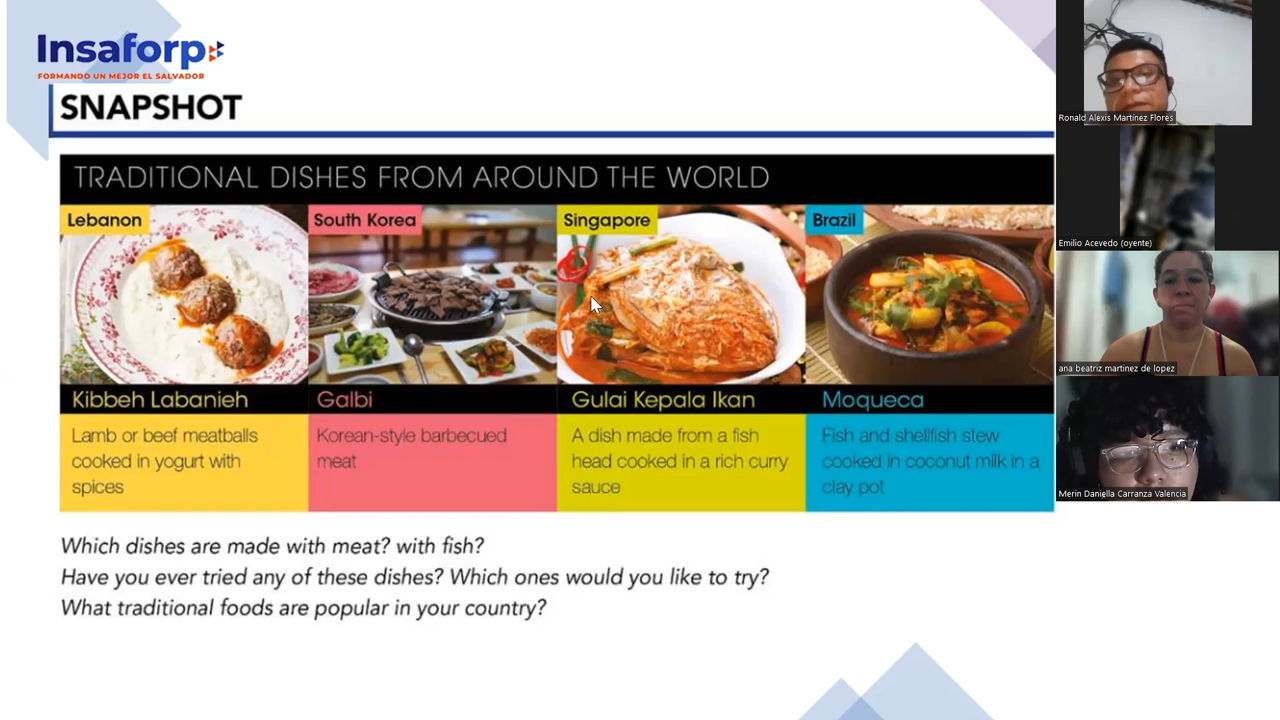 Insaforp
FORMANDO UN MEJOR EL SALVADOR
SNAPSHOT
TRADITIONAL DISHES FROM AROUND THE WORLD
Lebanon
Kibbeh Labanieh
Lamb or beef meatballs
cooked in yogurt with
spices
South Korea
Galbi
Korean-style barbecued
meat
Singapore
Gulai Kepala Ikan
A dish made from a fish
head cooked in a rich curry
sauce
Brazil
Moqueca
Fish and shellfish stew
cooked in coconut milk in a
clay pot
Which dishes are made with meat? with fish?
Have you ever tried any of these dishes? Which ones would you like to try?
What traditional foods are popular in your country?
Ronald Alexis Martínez Flores
Emilio Acevedo (oyente)
ana beatriz martinez de lopez
Merin Daniella Carranza Valencia